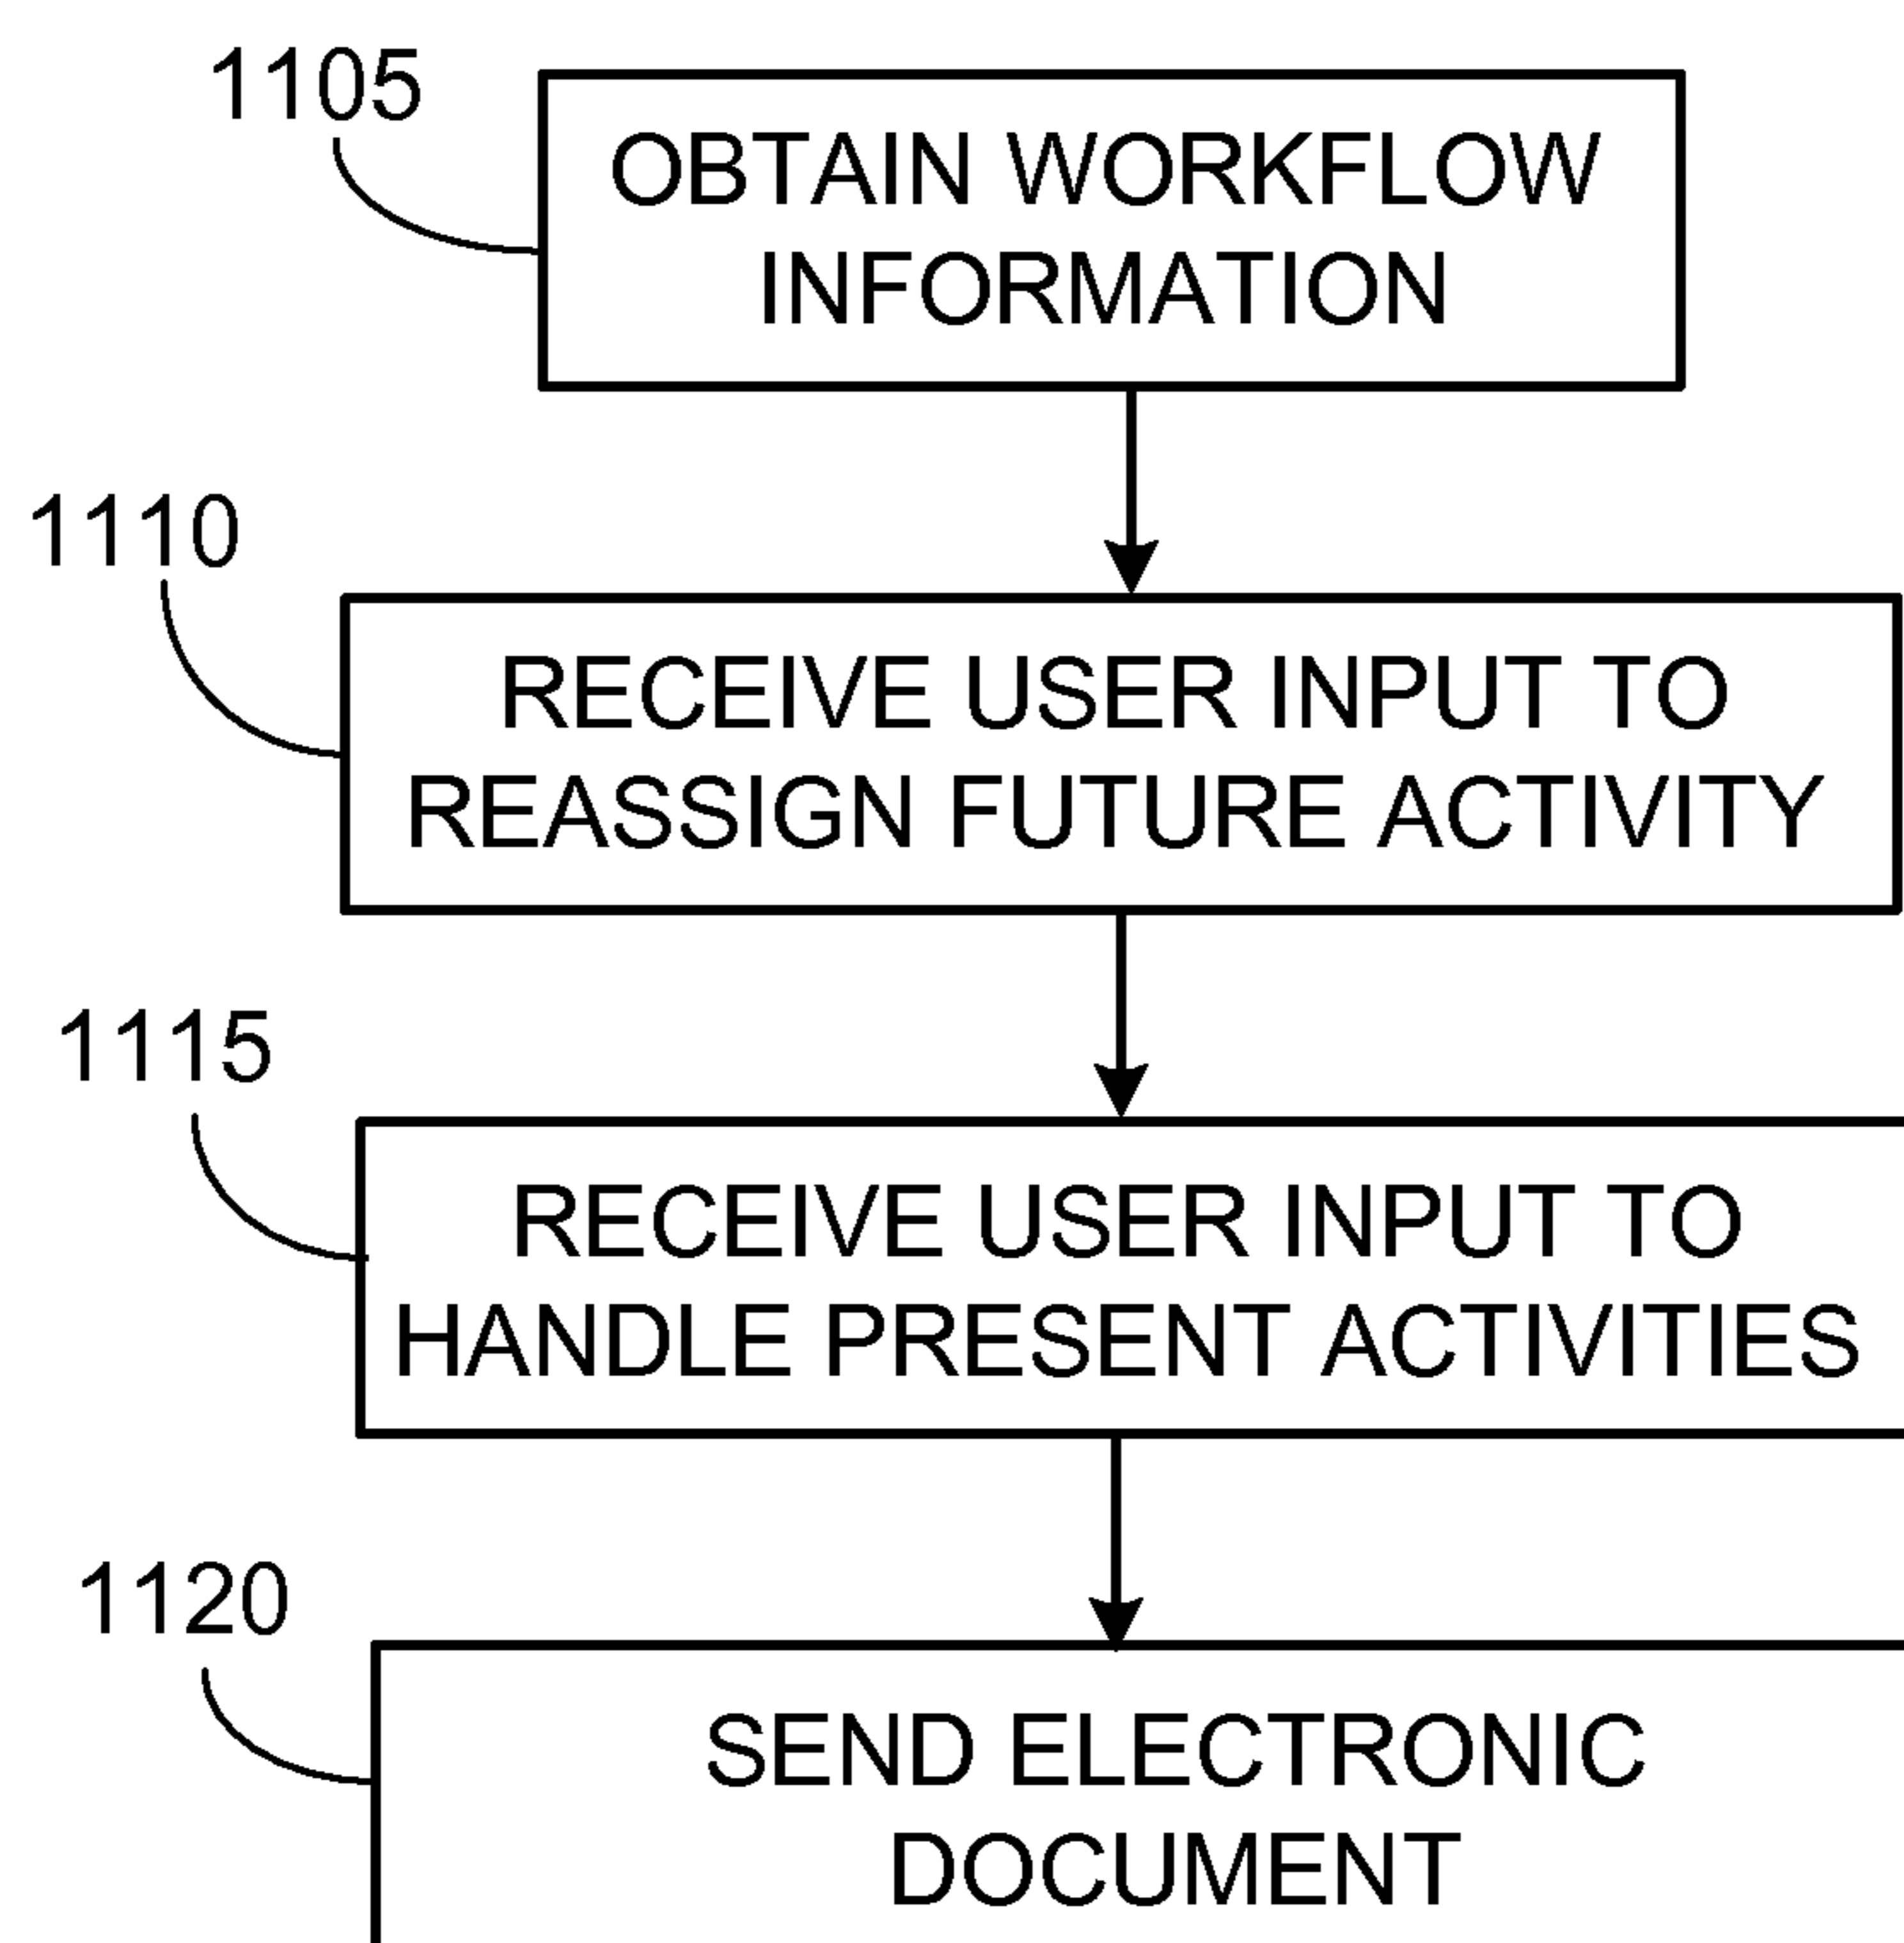 1105
OBTAIN WORKFLOW
INFORMATION
1110
RECEIVE USER INPUT TO
REASSIGN FUTURE ACTIVITY
1115
RECEIVE USER INPUT TO
HANDLE PRESENT ACTIVITIES
1120
SEND ELECTRONIC
DOCUMENT